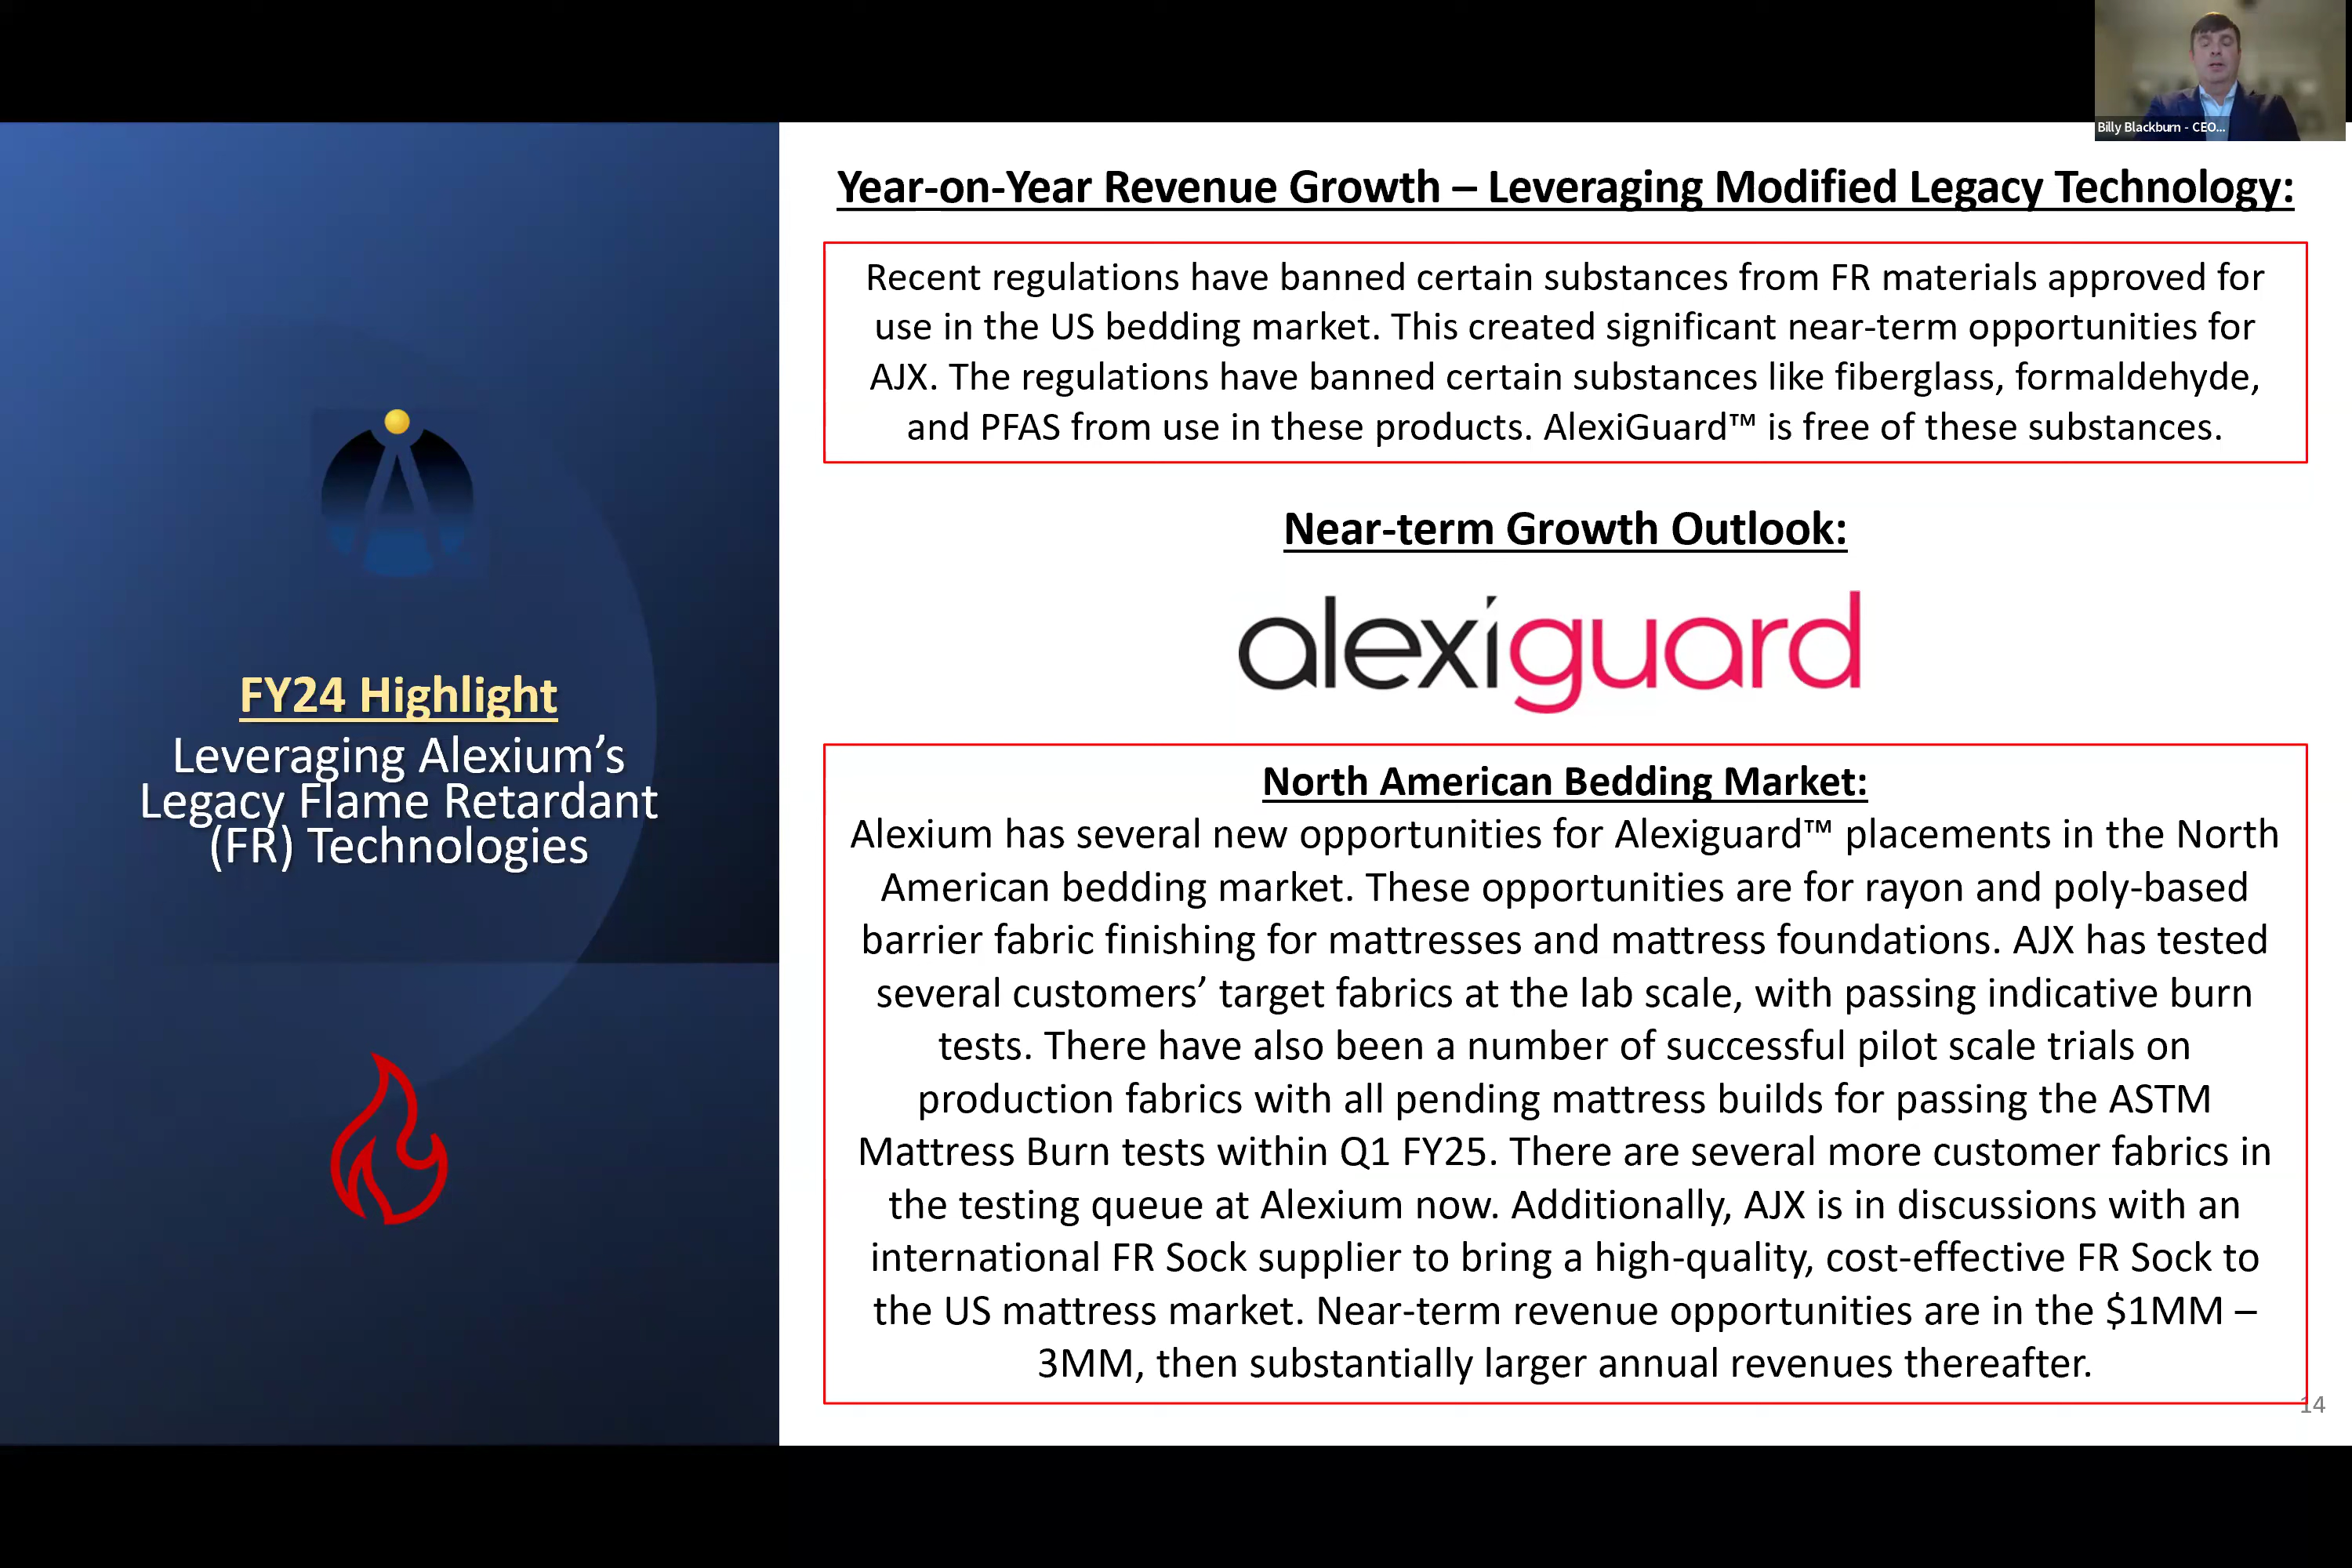 Billy Blackburn - CEO...
FY24 Highlight
Leveraging Alexium’s
Legacy Flame Retardant
(FR) Technologies
Year-on-Year Revenue Growth – Leveraging Modified Legacy Technology:
Recent regulations have banned certain substances from FR materials approved for
use in the US bedding market. This created significant near-term opportunities for
AJX. The regulations have banned certain substances like fiberglass, formaldehyde,
and PFAS from use in these products. AlexiGuard™ is free of these substances.
Near-term Growth Outlook:
alexiguard
North American Bedding Market:
Alexium has several new opportunities for Alexiguard™ placements in the North
American bedding market. These opportunities are for rayon and poly-based
barrier fabric finishing for mattresses and mattress foundations. AJX has tested
several customers’ target fabrics at the lab scale, with passing indicative burn
tests. There have also been a number of successful pilot scale trials on
production fabrics with all pending mattress builds for passing the ASTM
Mattress Burn tests within Q1 FY25. There are several more customer fabrics in
the testing queue at Alexium now. Additionally, AJX is in discussions with an
international FR Sock supplier to bring a high-quality, cost-effective FR Sock to
the US mattress market. Near-term revenue opportunities are in the $1MM –
3MM, then substantially larger annual revenues thereafter.
14